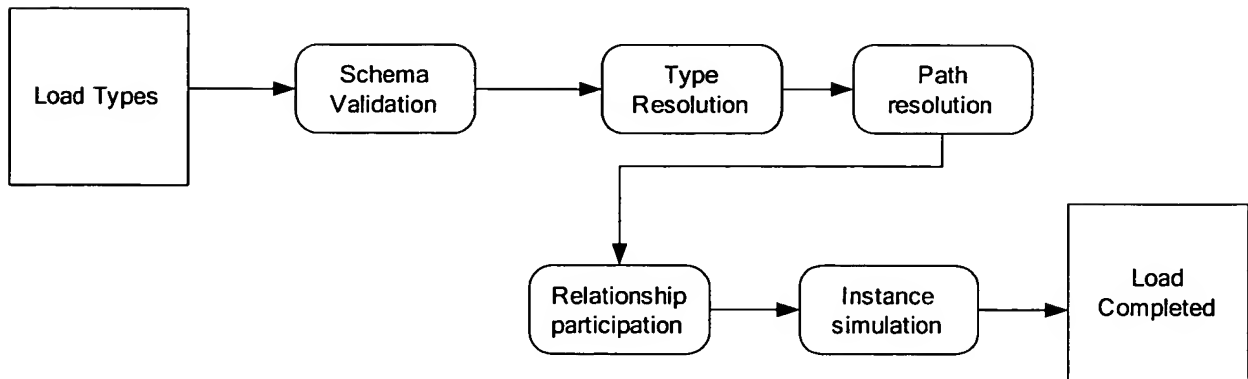 Load Types
Schema
Validation
Type
Resolution
Path
resolution
Relationship
participation
Instance
simulation
Load
Completed